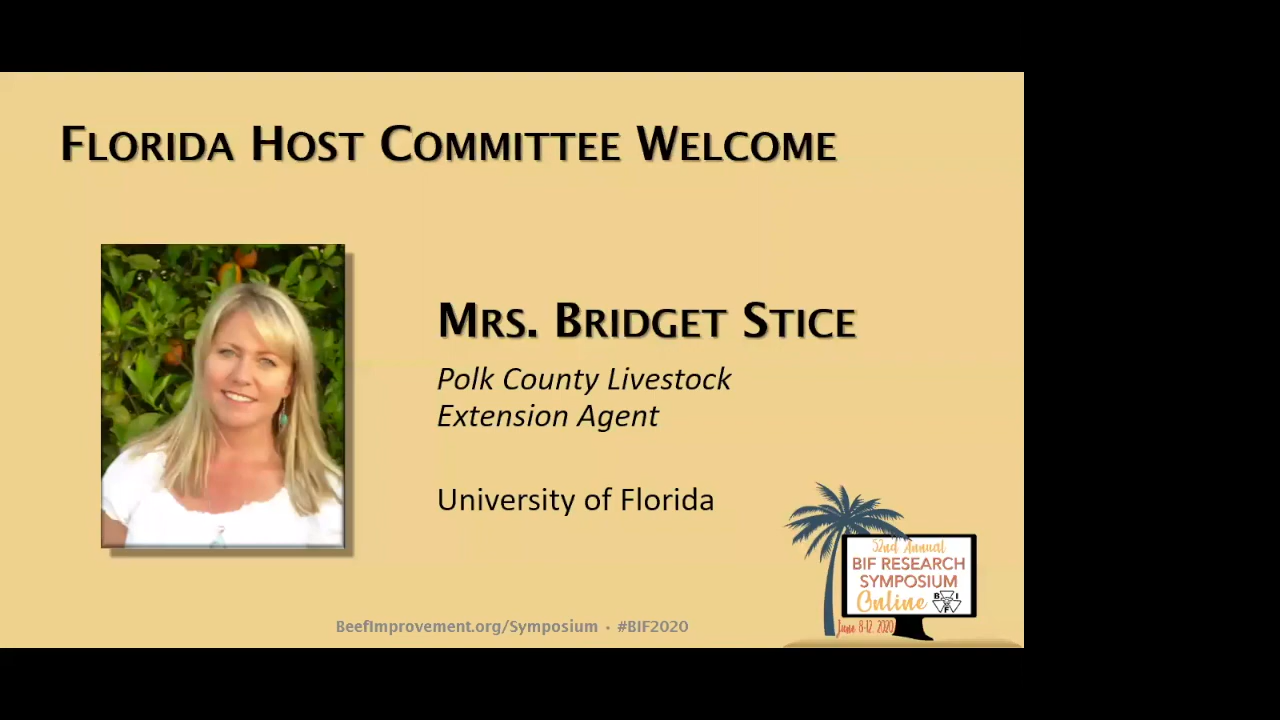 FLORIDA HOST COMMITTEE WELCOME
MRS. BRIDGET STICE
Polk County Livestock
Extension Agent
University of Florida
52nd Annual
BIF RESEARCH
SYMPOSIUM
Online
B I
F
June 8-12, 2020
BeefImprovement.org/Symposium • #BIF2020